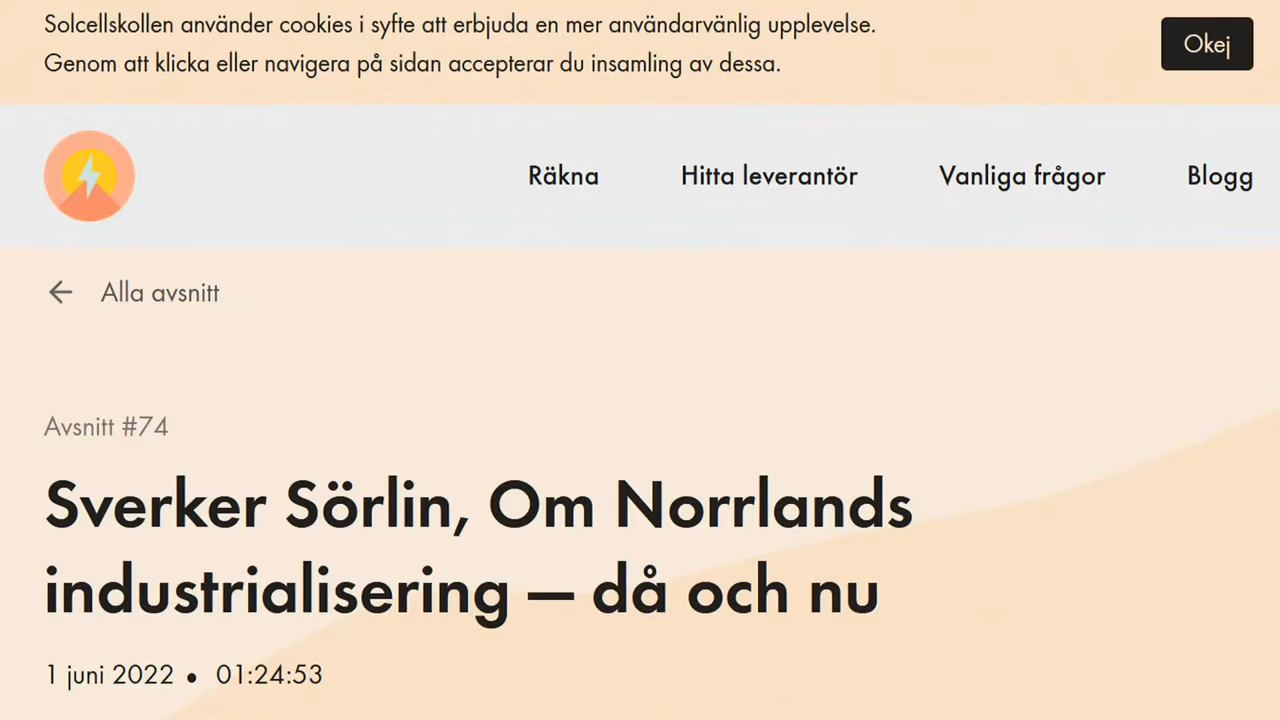 Solcellskollen använder cookies i syfte att erbjuda en mer användarvänlig upplevelse.
Genom att klicka eller navigera på sidan accepterar du insamling av dessa.
Okej
Räkna
Hitta leverantör
Vanliga frågor
Blogg
Alla avsnitt
Avsnitt #74
Sverker Sörlin, Om Norrlands
industrialisering — då och nu
1 juni 2022 • 01:24:53